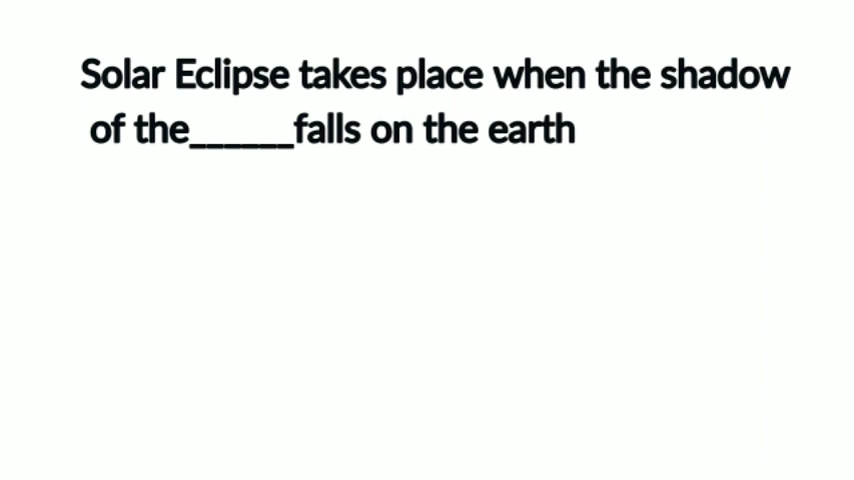 Solar Eclipse takes place when the shadow
of the______falls on the earth